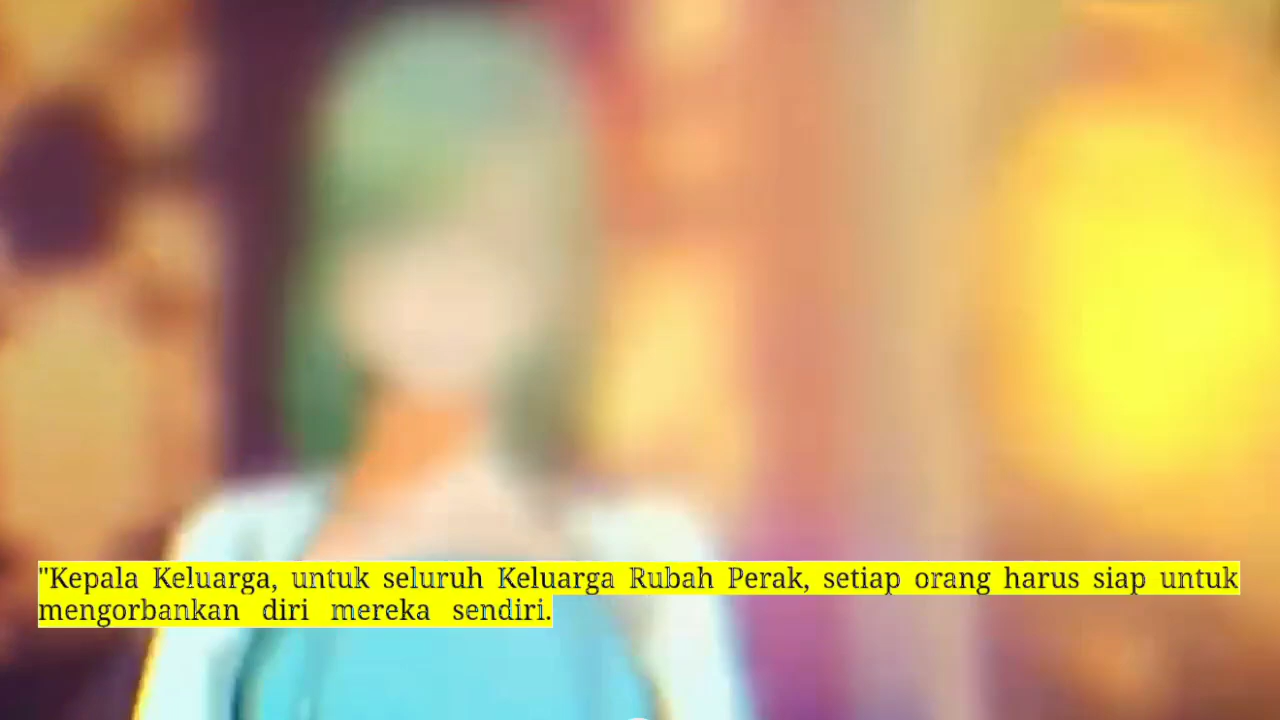 "Kepala Keluarga, untuk seluruh Keluarga Rubah Perak, setiap orang harus siap untuk
mengorbankan diri mereka sendiri.